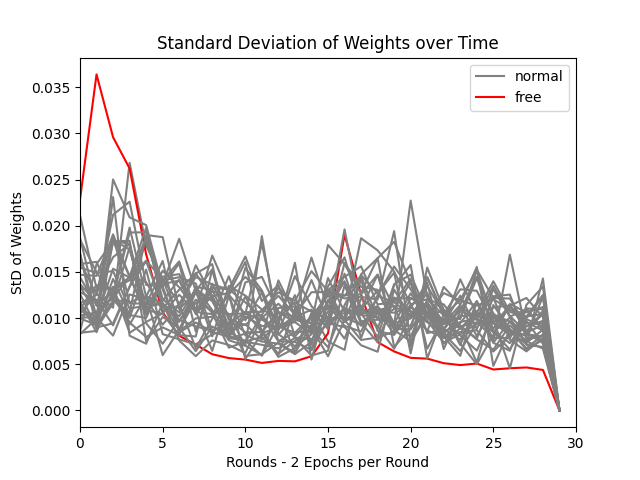 Standard Deviation of Weights over Time
normal
free
StD of Weights
0.035
0.030
0.025
0.020
0.015
0.010
0.005
0.000
0 5 10 15 20 25 30
Rounds - 2 Epochs per Round